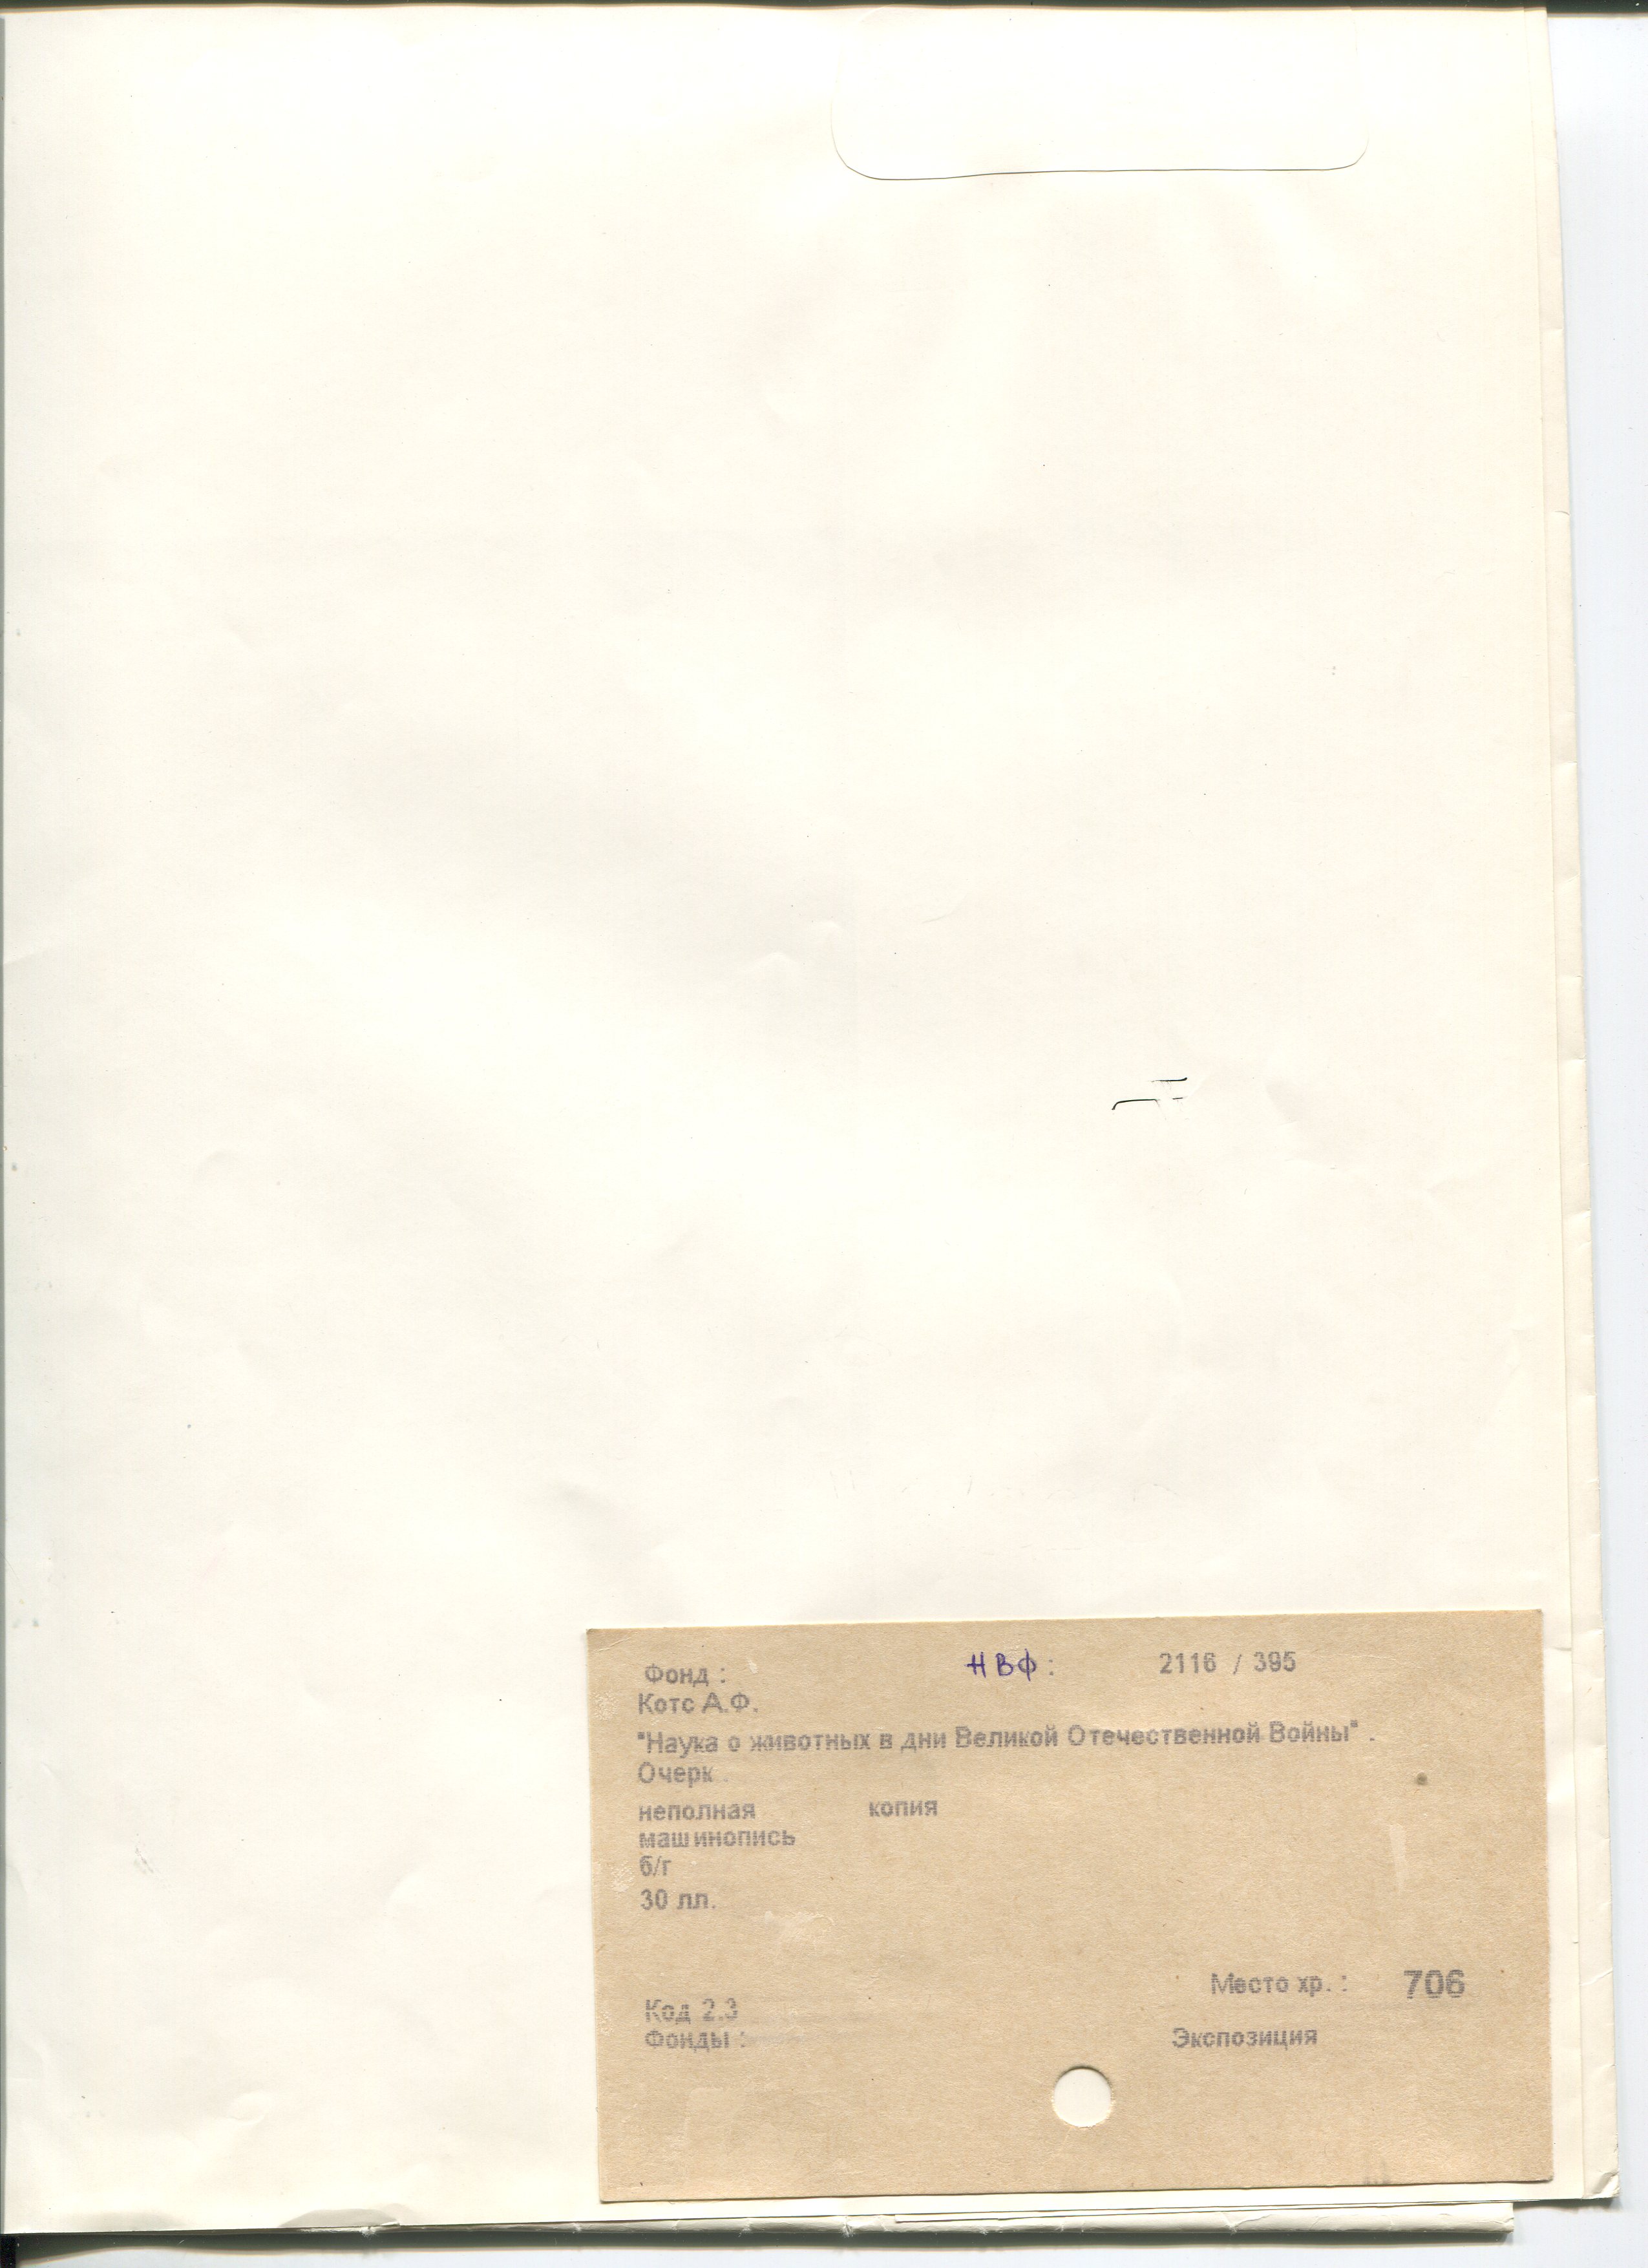 Фонд : НВФ : 2116 / 395
Котс А.Ф.
"Наука о животных в дни Великой Отечественной Войны" .
Очерк .
неполная копия
машинопись
б/г
30 лл.
Место хр. : 706
Код 2.3
Фонды : Экспозиция